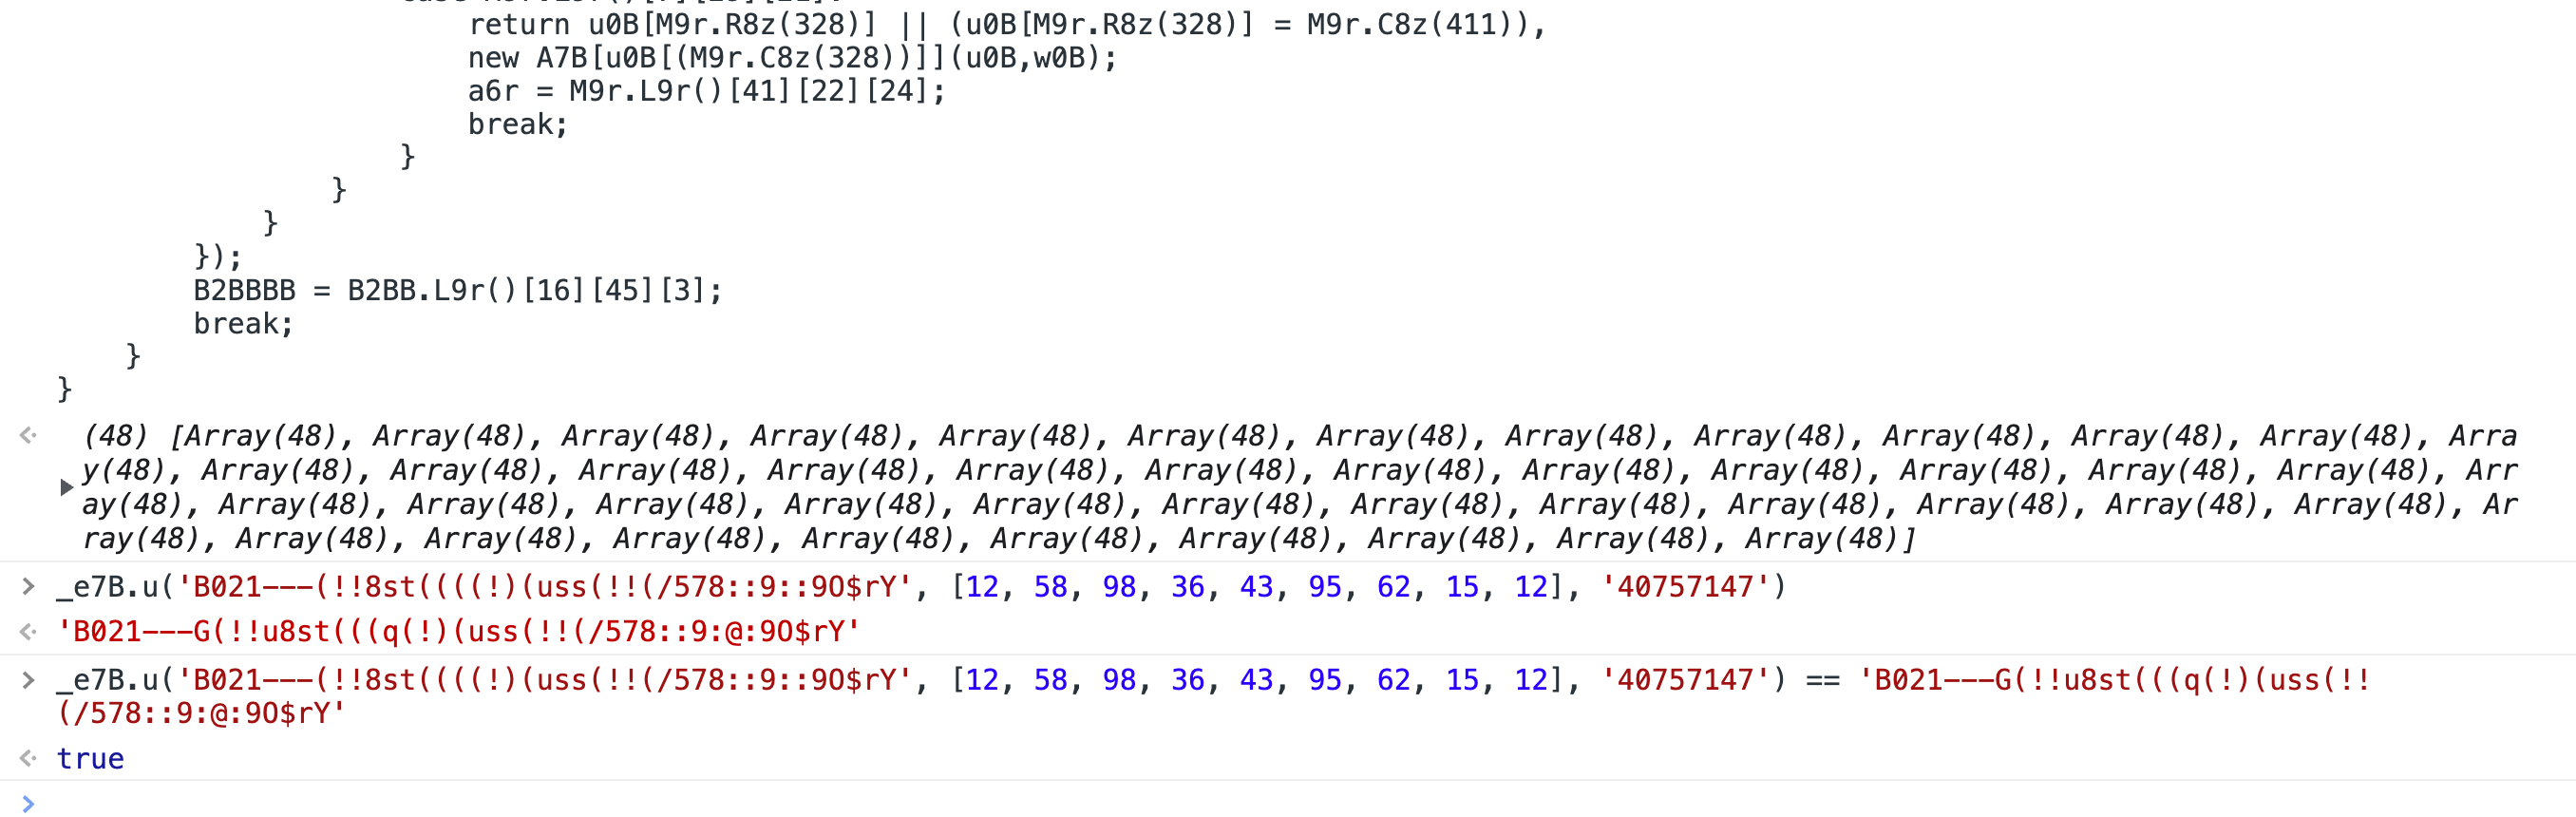 return u0B[M9r.R8z(328)] || (u0B[M9r.R8z(328)] = M9r.C8z(411)),
new A7B[u0B[(M9r.C8z(328))]](u0B,w0B);
a6r = M9r.L9r()[41][22][24];
break;
}
}
}
});
B2BBBB = B2BB.L9r()[16][45][3];
break;
}
}
(48) [Array(48), Array(48), Array(48), Array(48), Array(48), Array(48), Array(48), Array(48), Array(48), Array(48), Array(48), Array(48), Arra
y(48), Array(48), Array(48), Array(48), Array(48), Array(48), Array(48), Array(48), Array(48), Array(48), Array(48), Array(48), Array(48), Arr
ay(48), Array(48), Array(48), Array(48), Array(48), Array(48), Array(48), Array(48), Array(48), Array(48), Array(48), Array(48), Array(48), Ar
ray(48), Array(48), Array(48), Array(48), Array(48), Array(48), Array(48), Array(48), Array(48), Array(48)]
> _e7B.u('B021---(!!8st((((!)(uss(!!(/578::9::9O$rY', [12, 58, 98, 36, 43, 95, 62, 15, 12], '40757147')
'B021---G(!!u8st(((q(!)(uss(!!(/578::9:@:9O$rY'
> _e7B.u('B021---(!!8st((((!)(uss(!!(/578::9::9O$rY', [12, 58, 98, 36, 43, 95, 62, 15, 12], '40757147') == 'B021---G(!!u8st(((q(!)(uss(!!
(/578::9:@:9O$rY'
true
>